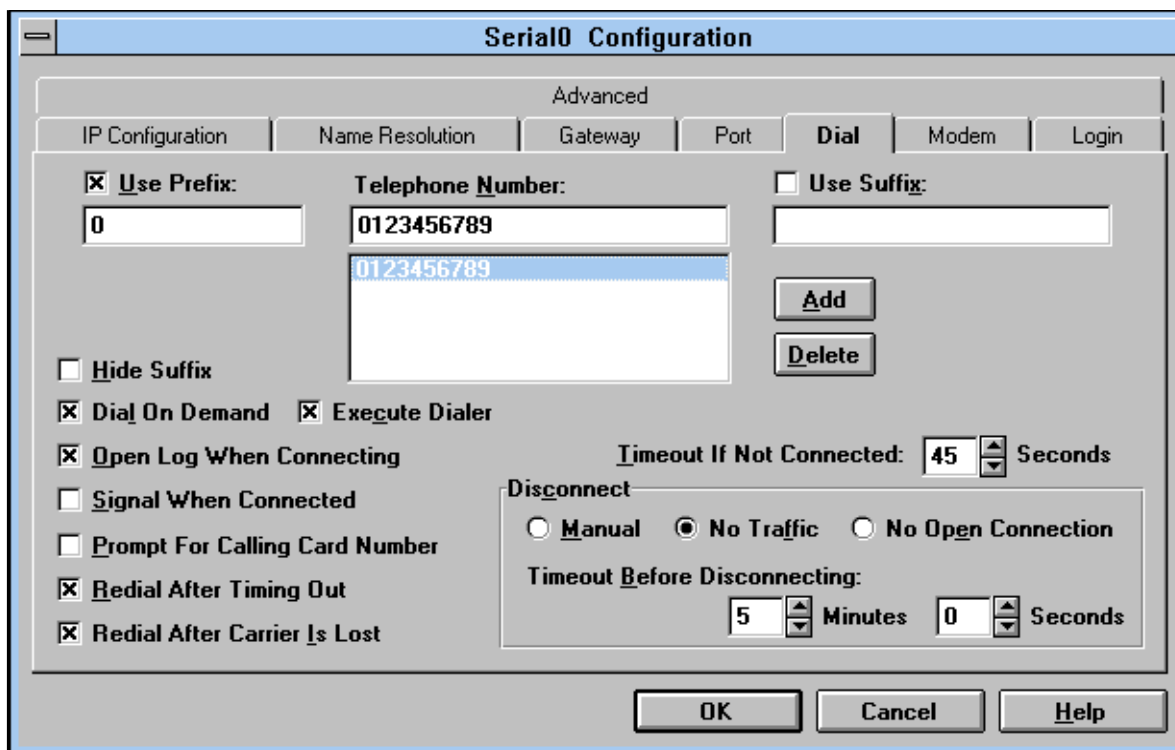 Serial0 Configuration
Advanced
IP Configuration Name Resolution Gateway Port Dial Modem Login
Use Prefix: Telephone Number: Use Suffix:
0 0123456789
0123456789
Add
Delete
Hide Suffix
Dial On Demand Execute Dialer
Open Log When Connecting Timeout If Not Connected: 45 Seconds
Signal When Connected Disconnect
Manual No Traffic No Open Connection
Prompt For Calling Card Number
Timeout Before Disconnecting:
Redial After Timing Out
5 Minutes 0 Seconds
Redial After Carrier Is Lost
OK Cancel Help